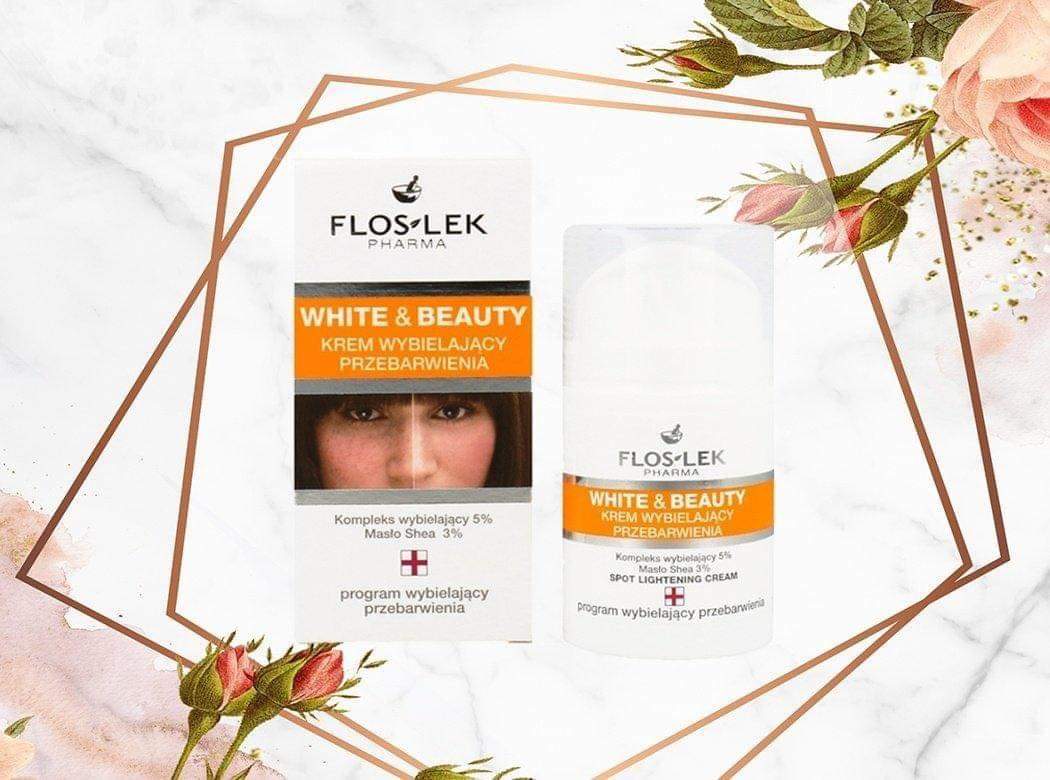 FLOS-LEK
PHARMA
WHITE & BEAUTY
KREM WYBIELAJĄCY
PRZEBARWIENIA
Kompleks wybielający 5%
Masło Shea 3%
program wybielający
przebarwienia
FLOS-LEK
PHARMA
WHITE & BEAUTY
KREM WYBIELAJĄCY
PRZEBARWIENIA
Kompleks wybielający 5%
Masło Shea 3%
SPOT LIGHTENING CREAM
program wybielający przebarwienia